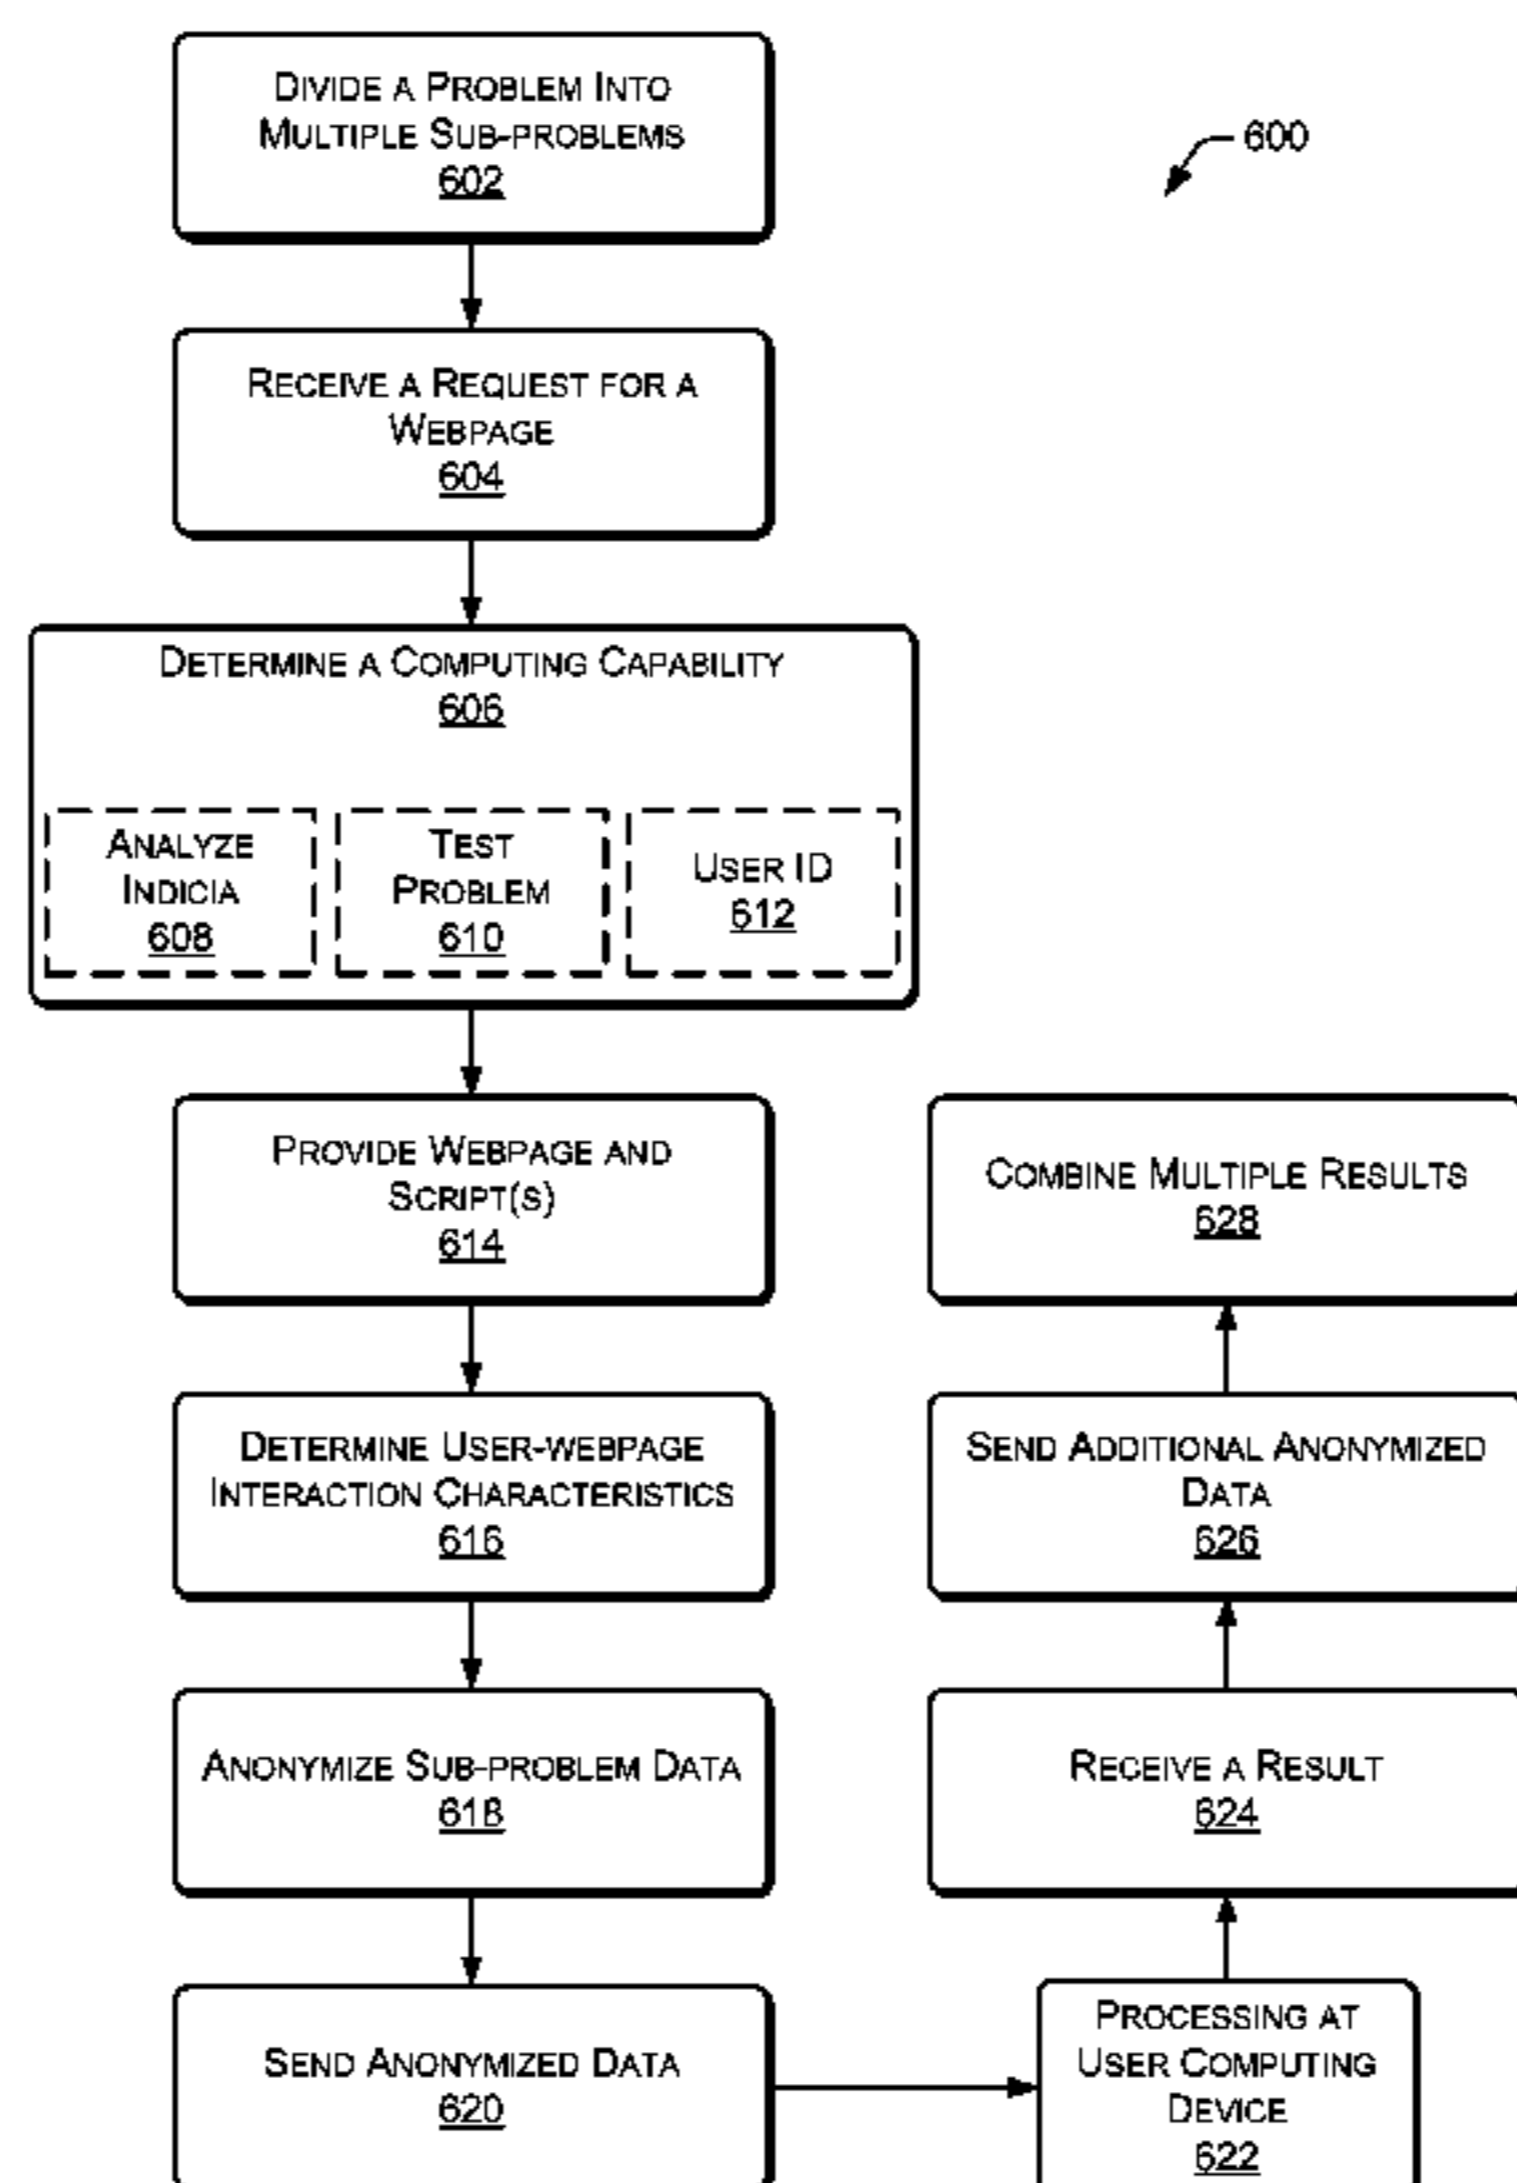 DIVIDE A PROBLEM INTO
MULTIPLE SUB-PROBLEMS
602
600
RECEIVE A REQUEST FOR A
WEBPAGE
604
DETERMINE A COMPUTING CAPABILITY
606
ANALYZE
INDICIA
608
TEST
PROBLEM
610
USER ID
612
PROVIDE WEBPAGE AND
SCRIPT(S)
614
DETERMINE USER-WEBPAGE
INTERACTION CHARACTERISTICS
616
ANONYMIZE SUB-PROBLEM DATA
618
SEND ANONYMIZED DATA
620
PROCESSING AT
USER COMPUTING
DEVICE
622
RECEIVE A RESULT
624
SEND ADDITIONAL ANONYMIZED
DATA
626
COMBINE MULTIPLE RESULTS
628